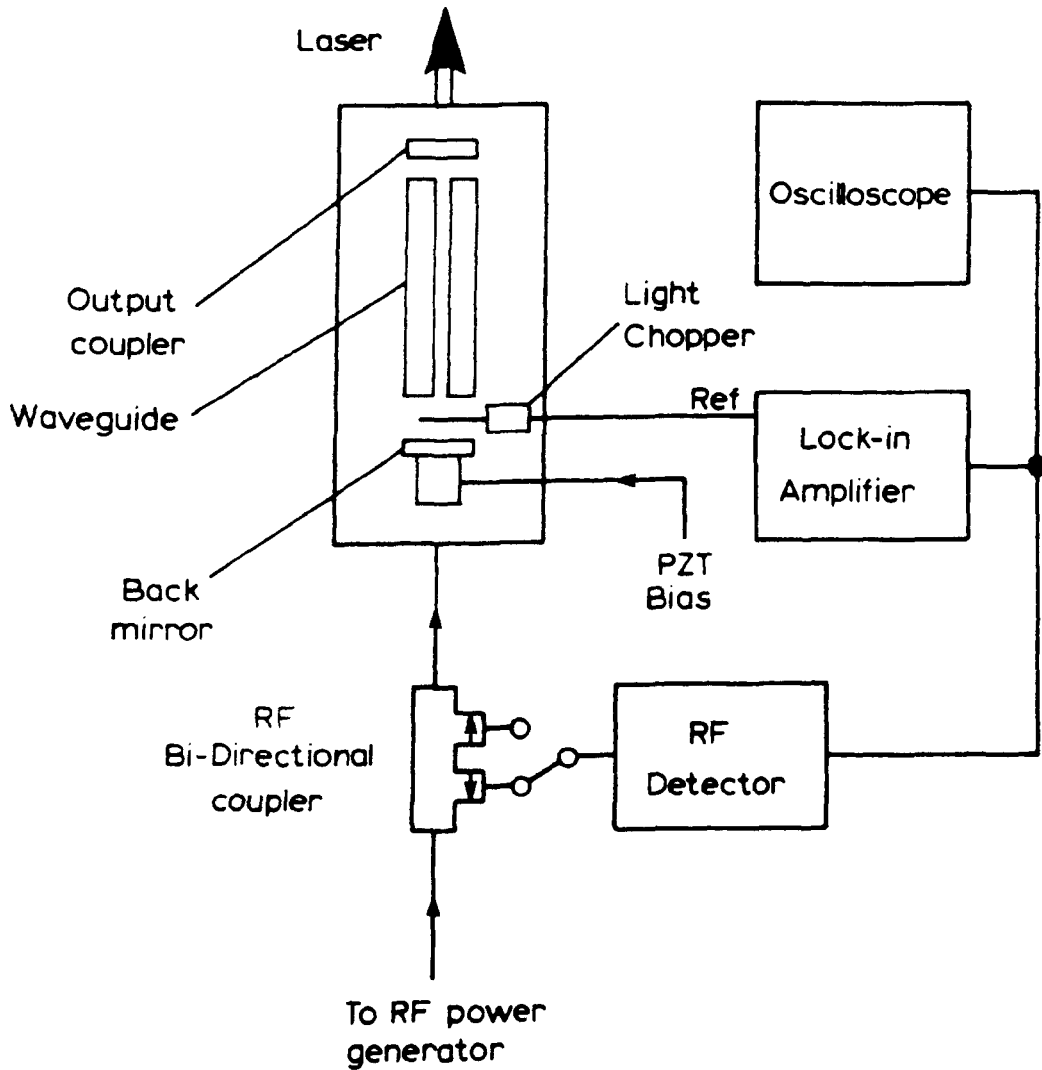 Laser
Oscilloscope
Output
coupler
Light
Chopper
Waveguide
Ref
Lock-in
Amplifier
Back
mirror
PZT
Bias
RF
Bi-Directional
coupler
RF
Detector
To RF power
generator